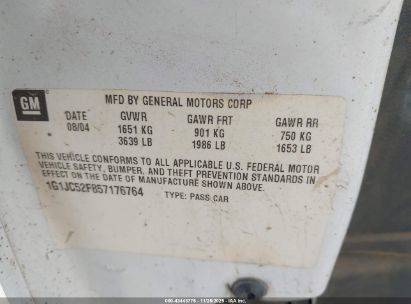 GM
MFD BY GENERAL MOTORS CORP
DATE GVWR GAWR FRT GAWR RR
08/04 1651 KG 901 KG 750 KG
3639 LB 1986 LB 1653 LB
THIS VEHICLE CONFORMS TO ALL APPLICABLE U.S. FEDERAL MOTOR
VEHICLE SAFETY, BUMPER, AND THEFT PREVENTION STANDARDS IN
EFFECT ON THE DATE OF MANUFACTURE SHOWN ABOVE.
1G1JC52F857176764 TYPE: PASS CAR